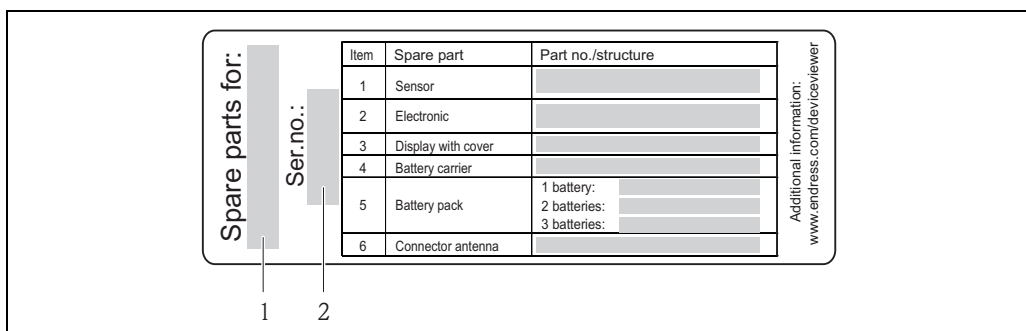 Spare parts for:
Ser.no.:
Item Spare part Part no./structure
1 Sensor
2 Electronic
3 Display with cover
4 Battery carrier
5 Battery pack
1 battery:
2 batteries:
3 batteries:
6 Connector antenna
Additional information:
www.endress.com/deviceviewer
1 2